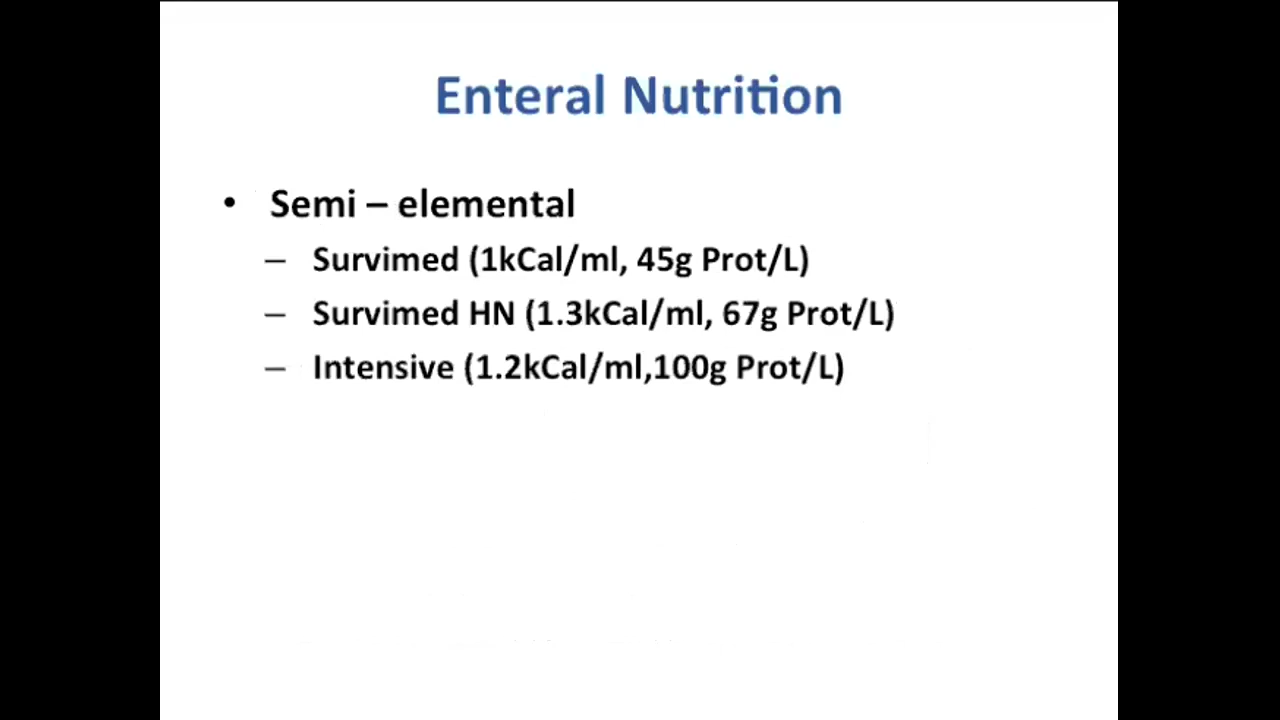 Enteral Nutrition
• Semi – elemental
– Survimed (1kCal/ml, 45g Prot/L)
– Survimed HN (1.3kCal/ml, 67g Prot/L)
– Intensive (1.2kCal/ml,100g Prot/L)